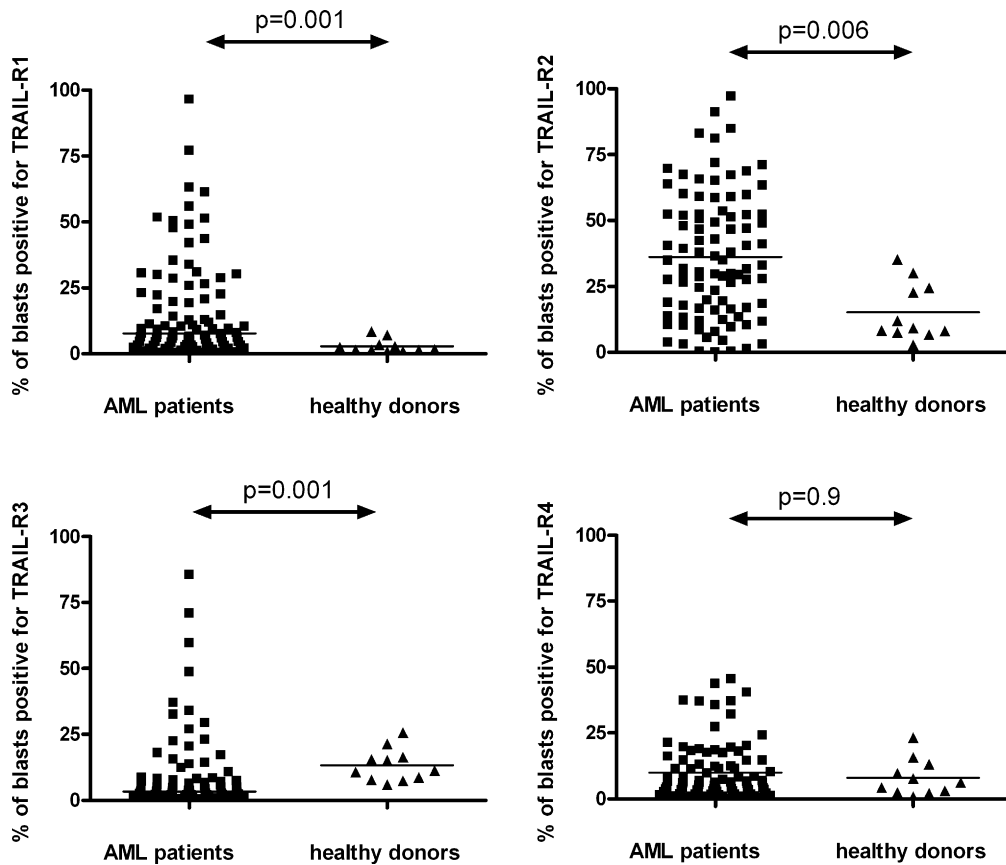 p=0.001
% of blasts positive for TRAIL-R1
100
75
50
25
0
AML patients
healthy donors
p=0.006
% of blasts positive for TRAIL-R2
100
75
50
25
0
AML patients
healthy donors
p=0.001
% of blasts positive for TRAIL-R3
100
75
50
25
0
AML patients
healthy donors
p=0.9
% of blasts positive for TRAIL-R4
100
75
50
25
0
AML patients
healthy donors